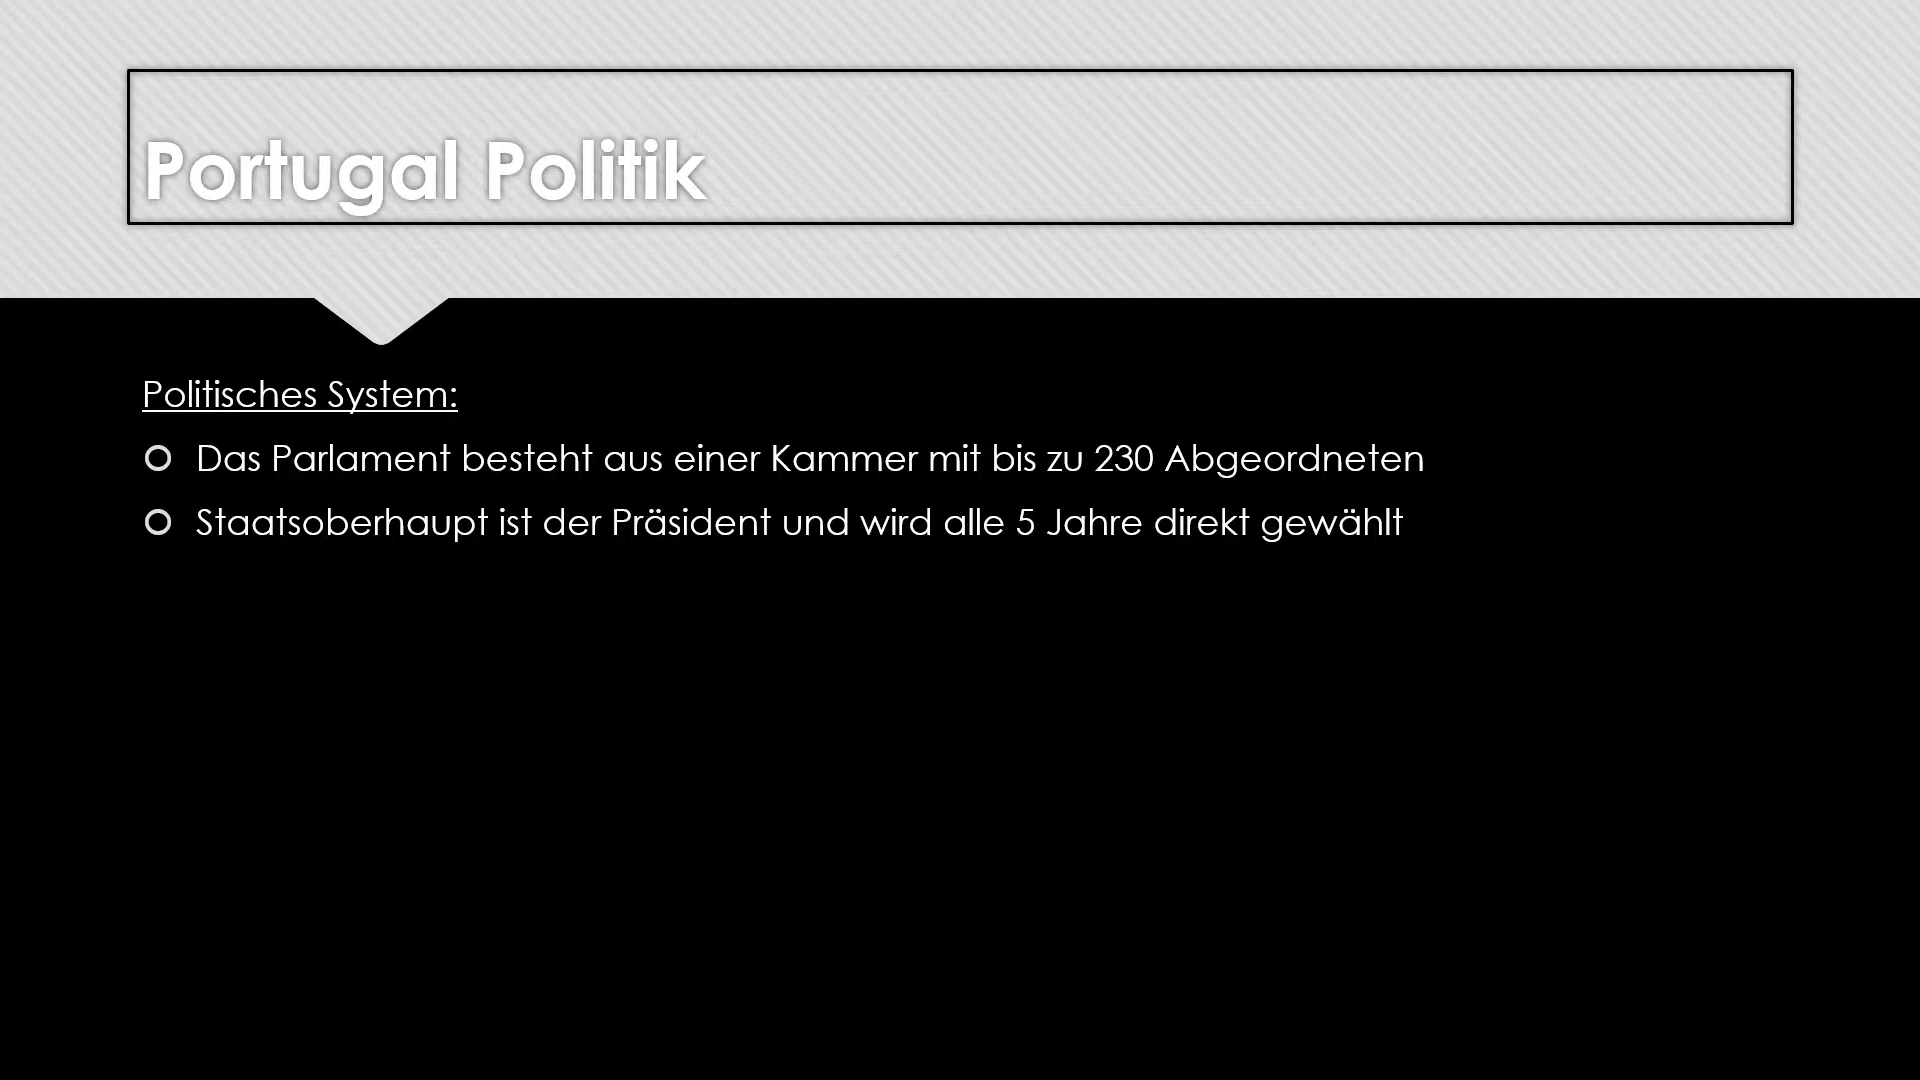 Portugal Politik
Politisches System:
Das Parlament besteht aus einer Kammer mit bis zu 230 Abgeordneten
Staatsoberhaupt ist der Präsident und wird alle 5 Jahre direkt gewählt